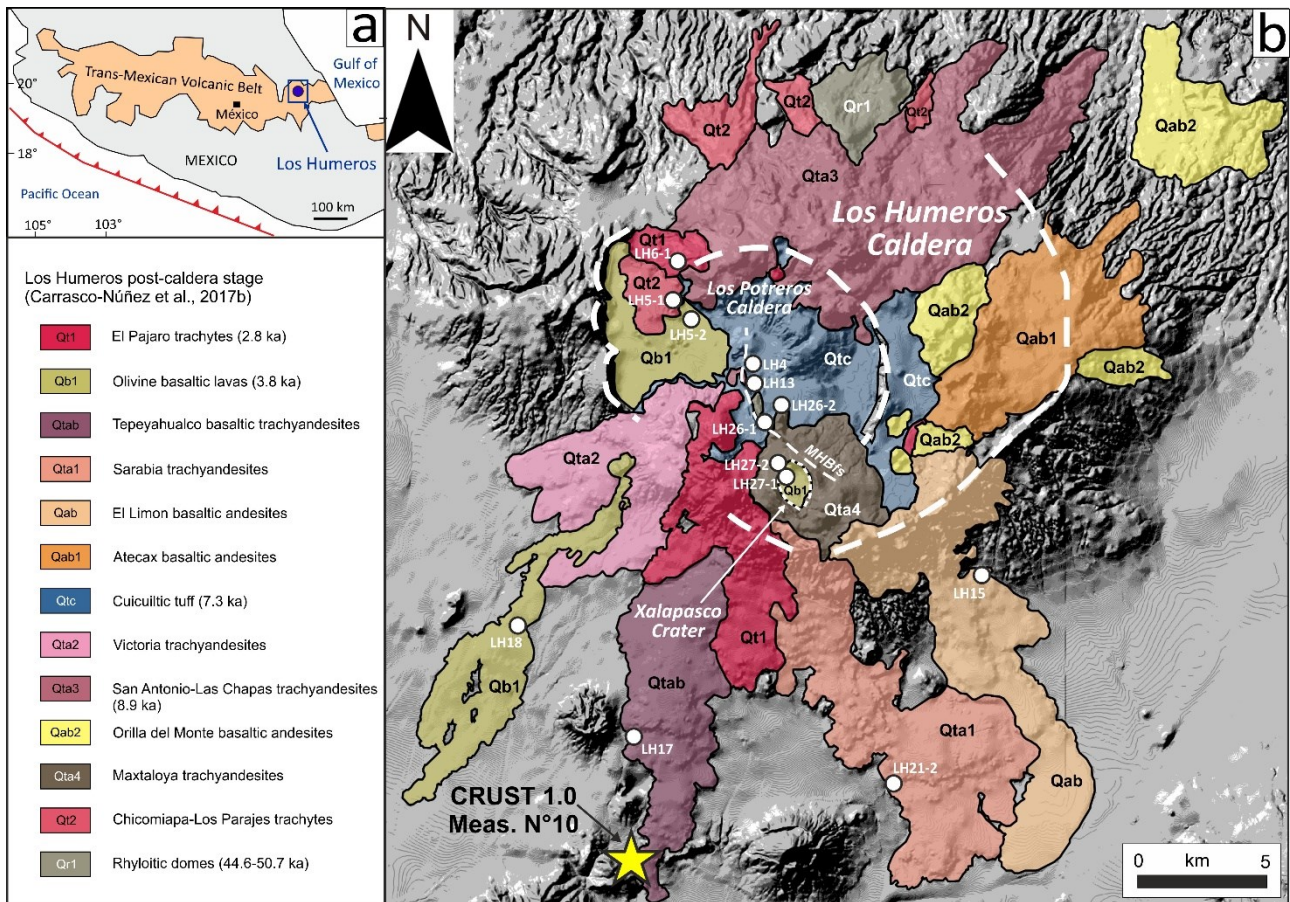 a
20°
18°
105°
103°
Trans-Mexican Volcanic Belt
México
MEXICO
Gulf of
Mexico
Los Humeros
Pacific Ocean
100 km
Los Humeros post-caldera stage
(Carrasco-Núñez et al., 2017b)
Qt1 El Pajaro trachytes (2.8 ka)
Qb1 Olivine basaltic lavas (3.8 ka)
Qtab Tepeyahualco basaltic trachyandesites
Qta1 Sarabia trachyandesites
Qab El Limon basaltic andesites
Qab1 Atecax basaltic andesites
Qtc Cuicuiltic tuff (7.3 ka)
Qta2 Victoria trachyandesites
Qta3 San Antonio-Las Chapas trachyandesites
(8.9 ka)
Qab2 Orilla del Monte basaltic andesites
Qta4 Maxtaloya trachyandesites
Qt2 Chicomiapa-Los Parajes trachytes
Qr1 Rhyolitic domes (44.6-50.7 ka)
N
b
Qt2
Qt2
Qr1
Qt2
Qab2
Qta3
Los Humeros
Caldera
Qt1
LH6-1
Qt2
LH5-1
LH5-2
Los Potreros
Caldera
Qb1
Qab2
Qab1
Qab2
LH4
LH13
Qtc
Qtc
LH26-2
LH26-1
Qab2
MHBfs
Qta2
LH27-2
LH27-1
Qb1
Qta4
LH15
Xalapasco
Crater
LH18
Qb1
Qt1
Qtab
LH17
Qta1
LH21-2
Qab
CRUST 1.0
Meas. N°10
0 km 5